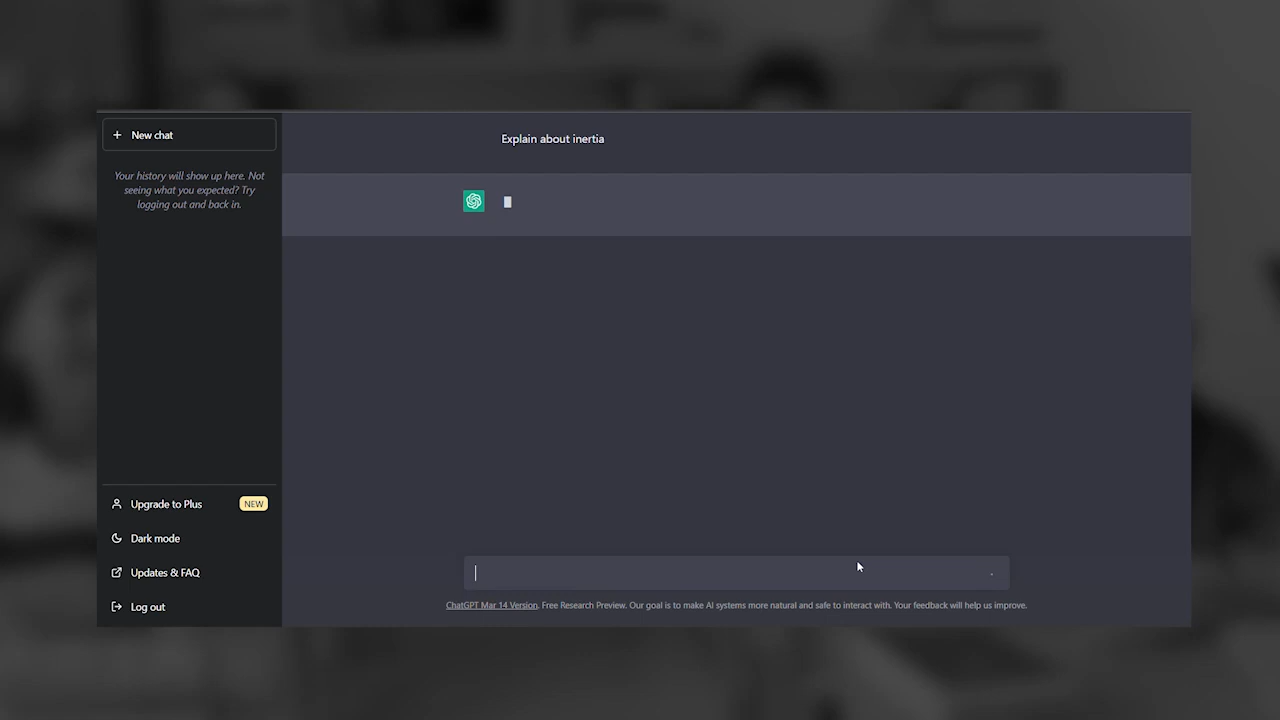 New chat
Your history will show up here. Not
seeing what you expected? Try
logging out and back in.
Upgrade to Plus
NEW
Dark mode
Updates & FAQ
Log out
Explain about inertia
ChatGPT Mar 14 Version. Free Research Preview. Our goal is to make AI systems more natural and safe to interact with. Your feedback will help us improve.